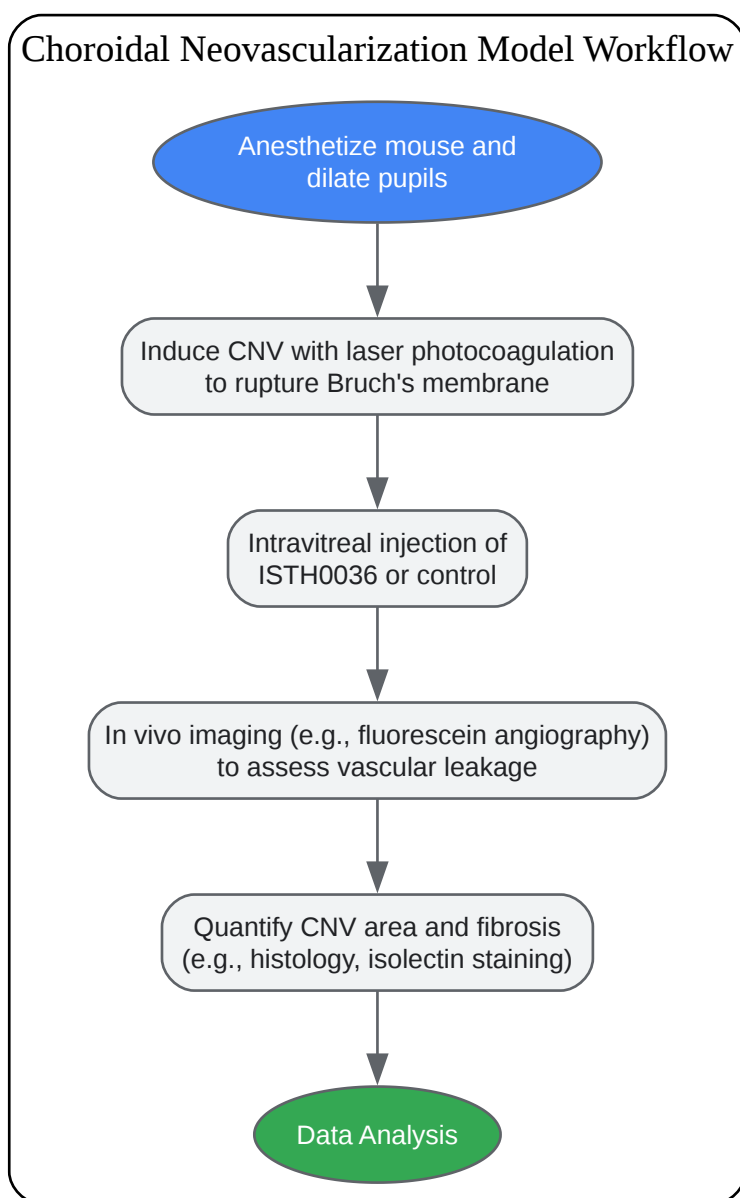 Choroidal Neovascularization Model Workflow
Anesthetize mouse and
dilate pupils
Induce CNV with laser photocoagulation
to rupture Bruch's membrane
Intravitreal injection of
ISTH0036 or control
In vivo imaging (e.g., fluorescein angiography)
to assess vascular leakage
Quantify CNV area and fibrosis
(e.g., histology, isolectin staining)
Data Analysis